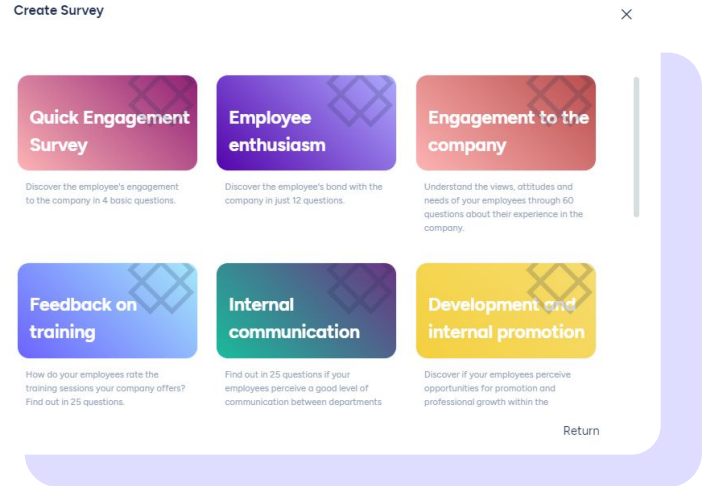 Create Survey
Quick Engagement
Survey
Discover the employee's engagement
to the company in 4 basic questions.
Employee
enthusiasm
Discover the employee's bond with the
company in just 12 questions.
Engagement to the
company
Understand the views, attitudes and
needs of your employees through 60
questions about their experience in the
company.
Feedback on
training
How do your employees rate the
training sessions your company offers?
Find out in 25 questions.
Internal
communication
Find out in 25 questions if your
employees perceive a good level of
communication between departments
Development and
internal promotion
Discover if your employees perceive
opportunities for promotion and
professional growth within the
Return